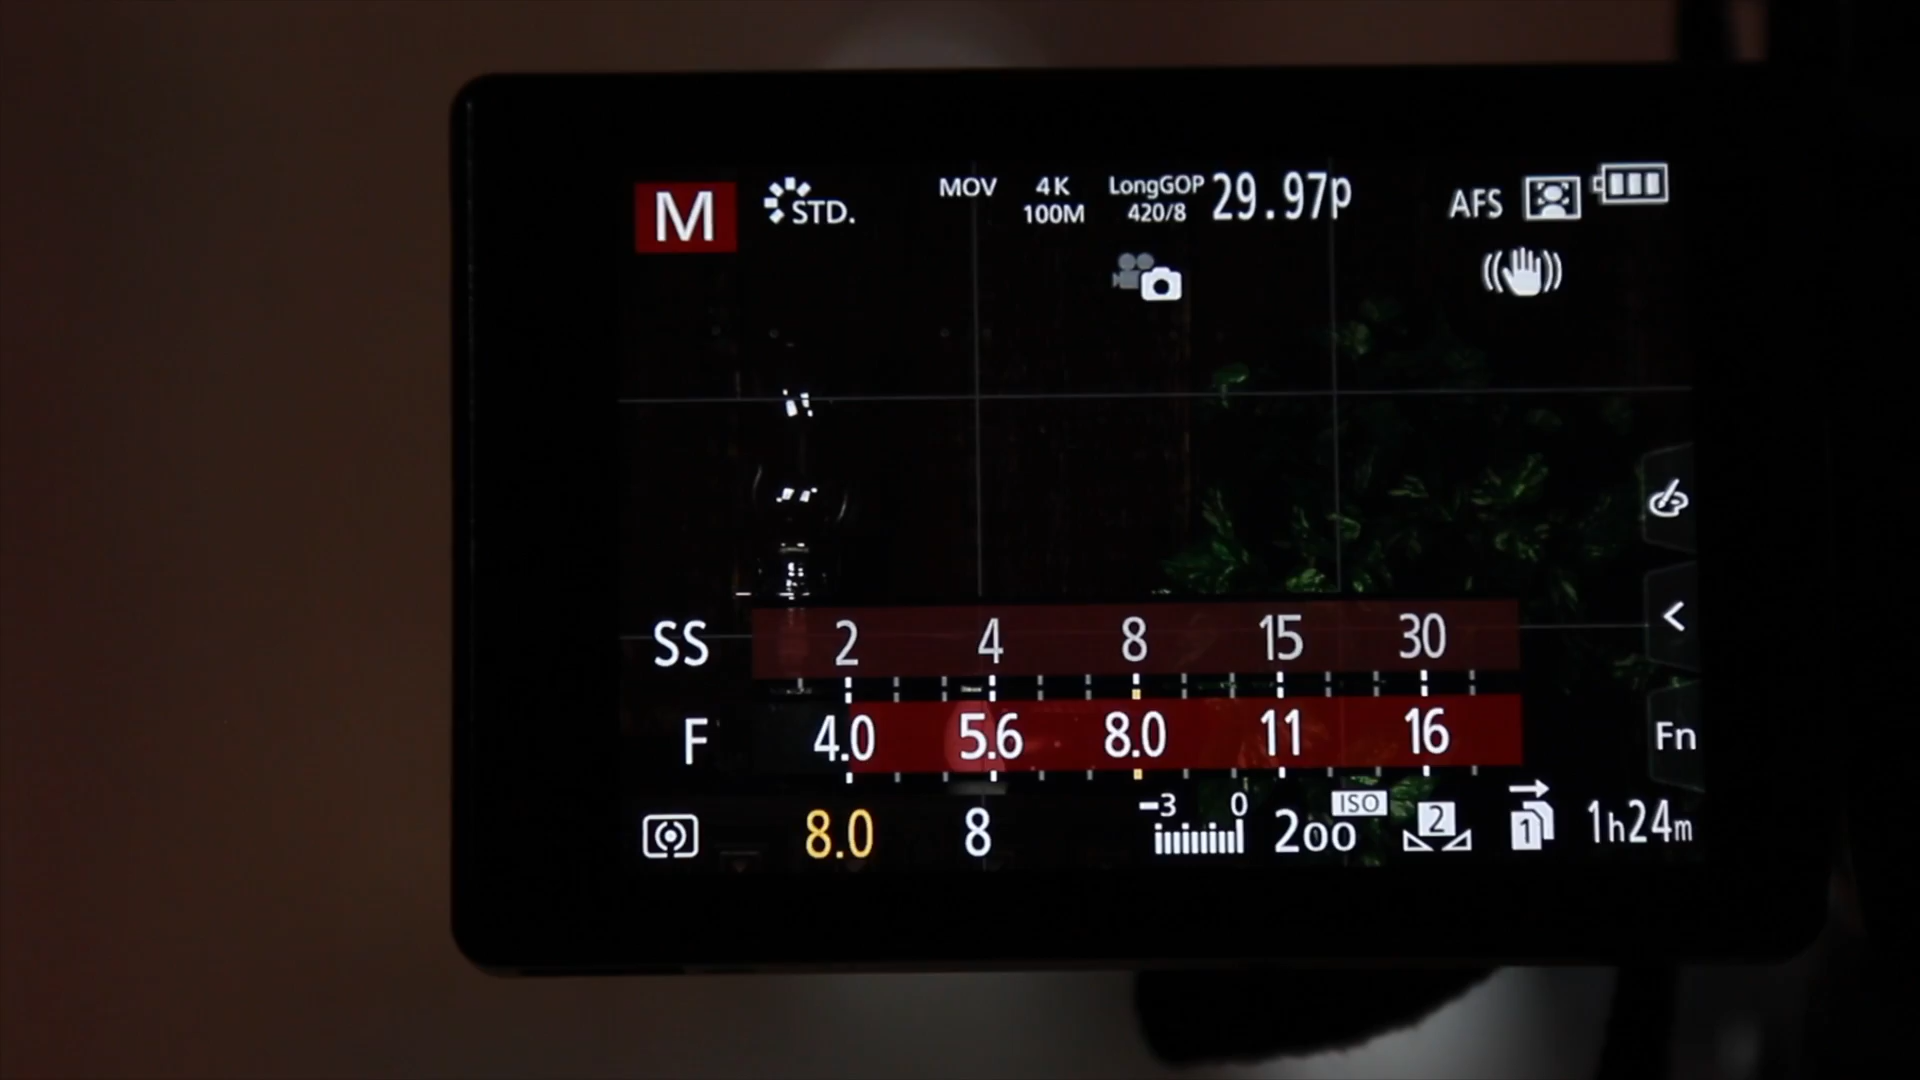 M STD. MOV 4K 100M LongGOP 420/8 29.97p AFS
SS 2 4 8 15 30
F 4.0 5.6 8.0 11 16
Fn
8.0 8 -3 0 200 ISO 2 1 1h24m